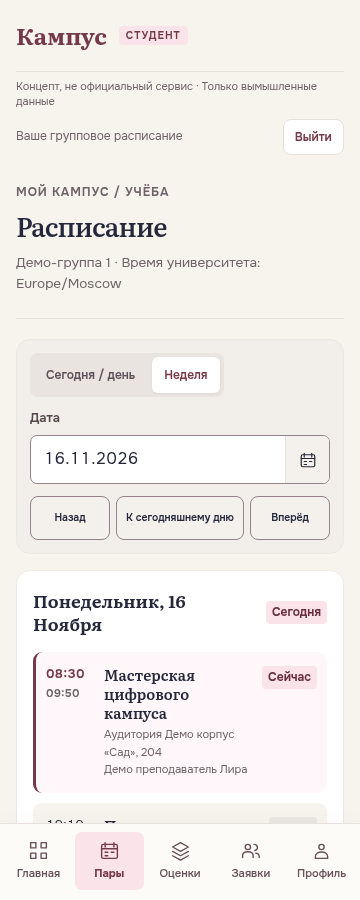 Кампус
СТУДЕНТ
Концепт, не официальный сервис · Только вымышленные
данные
Ваше групповое расписание
Выйти
МОЙ КАМПУС / УЧЁБА
Расписание
Демо-группа 1 · Время университета:
Europe/Moscow
Сегодня / день
Неделя
Дата
16.11.2026
Назад
К сегодняшнему дню
Вперёд
Понедельник, 16
Ноября
Сегодня
08:30
09:50
Мастерская
цифрового
кампуса
Сейчас
Аудитория Демо корпус
«Сад», 204
Демо преподаватель Лира
Главная
Пары
Оценки
Заявки
Профиль